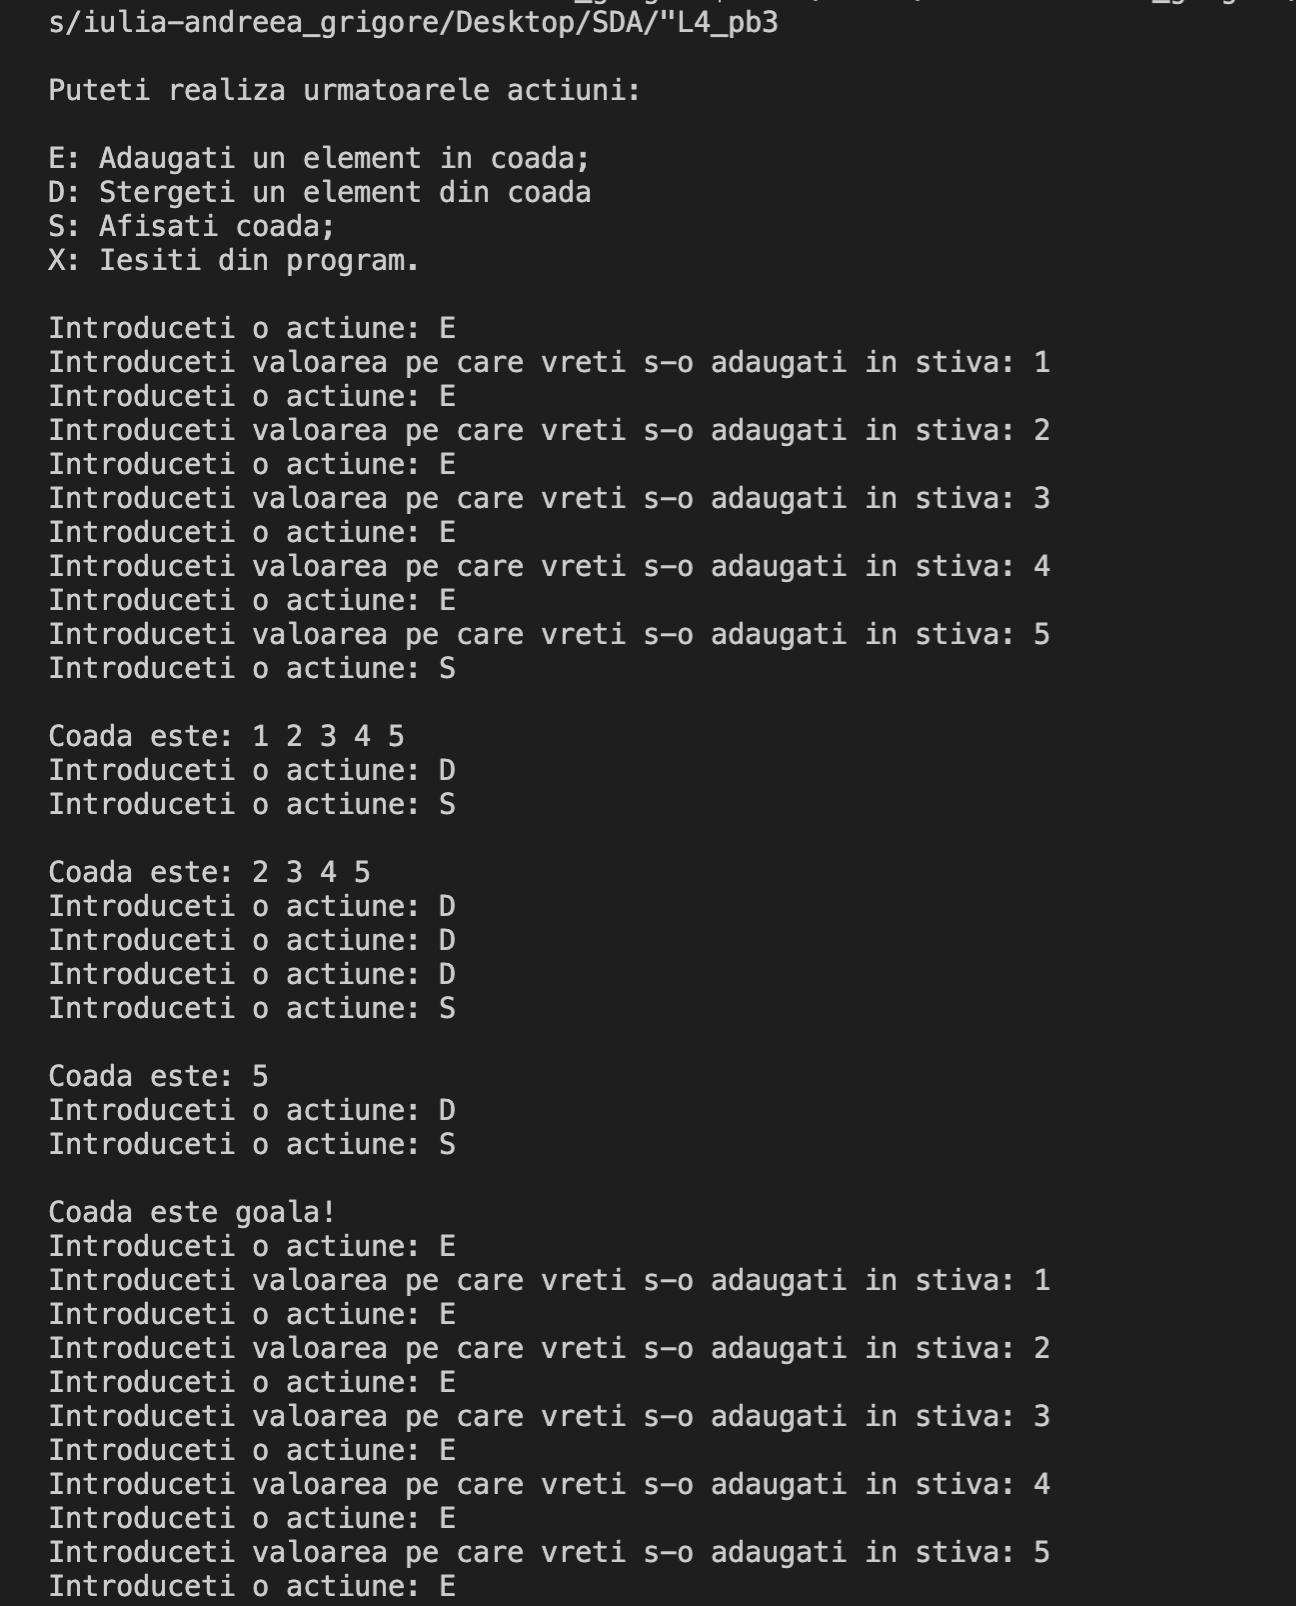 s/iulia-andreea_grigore/Desktop/SDA/"L4_pb3
Puteti realiza urmatoarele actiuni:
E: Adaugati un element in coada;
D: Stergeti un element din coada
S: Afisati coada;
X: Iesiti din program.
Introduceti o actiune: E
Introduceti valoarea pe care vreti s-o adaugati in stiva: 1
Introduceti o actiune: E
Introduceti valoarea pe care vreti s-o adaugati in stiva: 2
Introduceti o actiune: E
Introduceti valoarea pe care vreti s-o adaugati in stiva: 3
Introduceti o actiune: E
Introduceti valoarea pe care vreti s-o adaugati in stiva: 4
Introduceti o actiune: E
Introduceti valoarea pe care vreti s-o adaugati in stiva: 5
Introduceti o actiune: S
Coada este: 1 2 3 4 5
Introduceti o actiune: D
Introduceti o actiune: S
Coada este: 2 3 4 5
Introduceti o actiune: D
Introduceti o actiune: D
Introduceti o actiune: D
Introduceti o actiune: S
Coada este: 5
Introduceti o actiune: D
Introduceti o actiune: S
Coada este goala!
Introduceti o actiune: E
Introduceti valoarea pe care vreti s-o adaugati in stiva: 1
Introduceti o actiune: E
Introduceti valoarea pe care vreti s-o adaugati in stiva: 2
Introduceti o actiune: E
Introduceti valoarea pe care vreti s-o adaugati in stiva: 3
Introduceti o actiune: E
Introduceti valoarea pe care vreti s-o adaugati in stiva: 4
Introduceti o actiune: E
Introduceti valoarea pe care vreti s-o adaugati in stiva: 5
Introduceti o actiune: E